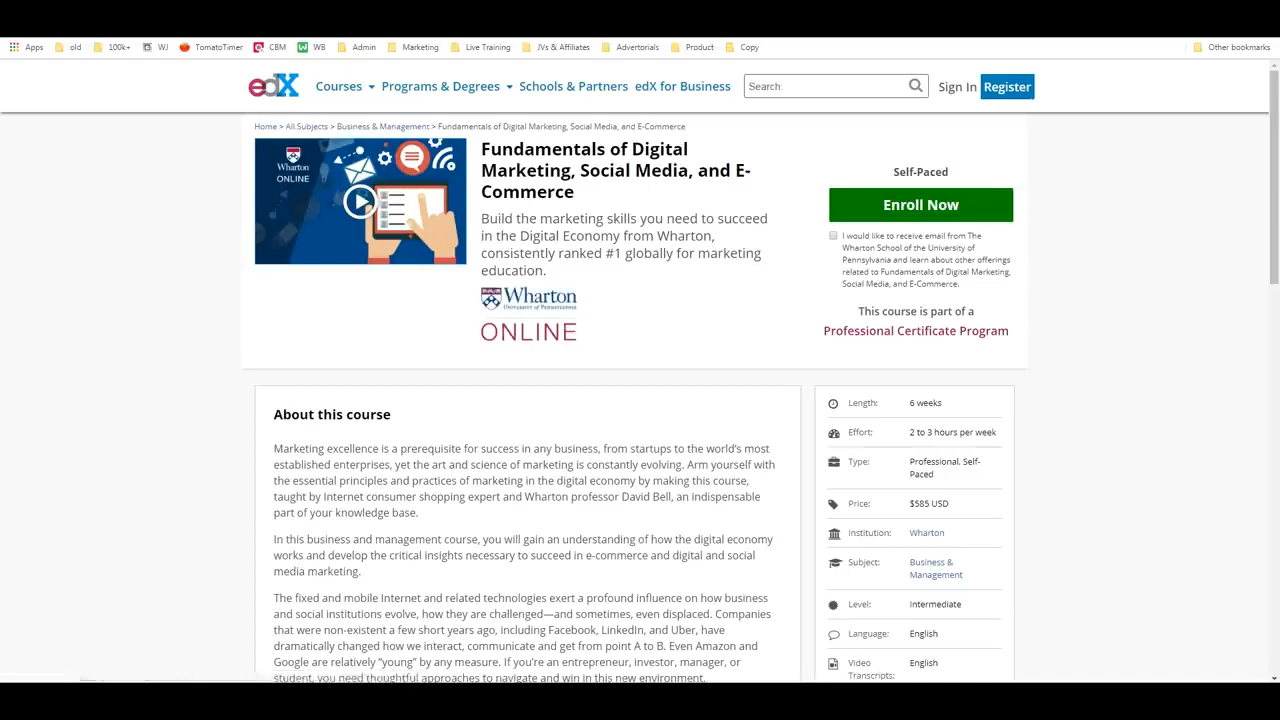 Apps old 100k+ WJ TomatoTimer CBM WB Admin Marketing Live Training JVs & Affiliates Advertorials Product Copy Other bookmarks
edX Courses Programs & Degrees Schools & Partners edX for Business Search: Sign In Register
Home > All Subjects > Business & Management > Fundamentals of Digital Marketing, Social Media, and E-Commerce
Wharton
ONLINE
Fundamentals of Digital
Marketing, Social Media, and E-
Commerce
Build the marketing skills you need to succeed
in the Digital Economy from Wharton,
consistently ranked #1 globally for marketing
education.
Wharton
UNIVERSITY of PENNSYLVANIA
ONLINE
Self-Paced
Enroll Now
I would like to receive email from The
Wharton School of the University of
Pennsylvania and learn about other offerings
related to Fundamentals of Digital Marketing,
Social Media, and E-Commerce.
This course is part of a
Professional Certificate Program
About this course
Marketing excellence is a prerequisite for success in any business, from startups to the world's most
established enterprises, yet the art and science of marketing is constantly evolving. Arm yourself with
the essential principles and practices of marketing in the digital economy by making this course,
taught by Internet consumer shopping expert and Wharton professor David Bell, an indispensable
part of your knowledge base.
In this business and management course, you will gain an understanding of how the digital economy
works and develop the critical insights necessary to succeed in e-commerce and digital and social
media marketing.
The fixed and mobile Internet and related technologies exert a profound influence on how business
and social institutions evolve, how they are challenged—and sometimes, even displaced. Companies
that were non-existent a few short years ago, including Facebook, LinkedIn, and Uber, have
dramatically changed how we interact, communicate and get from point A to B. Even Amazon and
Google are relatively "young" by any measure. If you're an entrepreneur, investor, manager, or
student, you need thoughtful approaches to navigate and win in this new environment.
Length: 6 weeks
Effort: 2 to 3 hours per week
Type: Professional, Self-
Paced
Price: $585 USD
Institution: Wharton
Subject: Business &
Management
Level: Intermediate
Language: English
Video English
Transcripts: